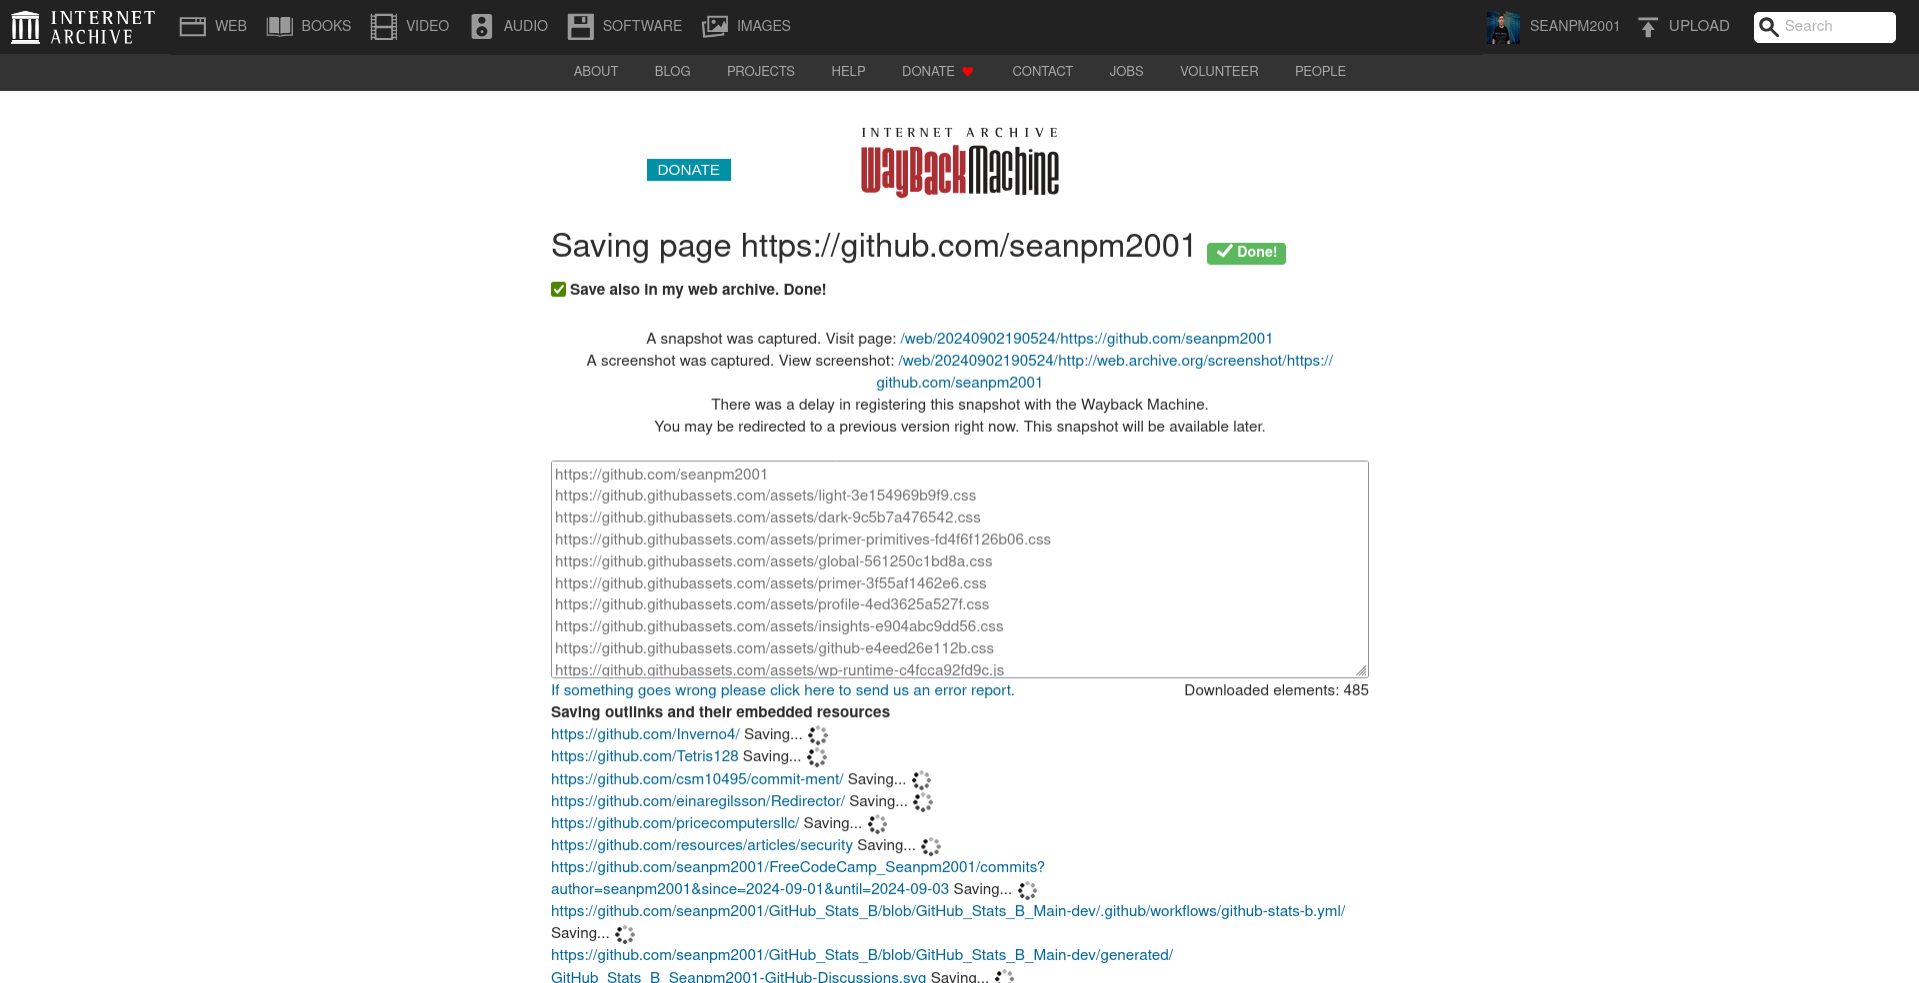 INTERNET ARCHIVE
WEB BOOKS VIDEO AUDIO SOFTWARE IMAGES SEANPM2001 UPLOAD Search
ABOUT BLOG PROJECTS HELP DONATE CONTACT JOBS VOLUNTEER PEOPLE
INTERNET ARCHIVE
WayBackMachine
DONATE
Saving page https://github.com/seanpm2001 Done!
Save also in my web archive. Done!
A snapshot was captured. Visit page: /web/20240902190524/https://github.com/seanpm2001
A screenshot was captured. View screenshot: /web/20240902190524/http://web.archive.org/screenshot/https://
github.com/seanpm2001
There was a delay in registering this snapshot with the Wayback Machine.
You may be redirected to a previous version right now. This snapshot will be available later.
https://github.com/seanpm2001
https://github.githubassets.com/assets/light-3e154969b9f9.css
https://github.githubassets.com/assets/dark-9c5b7a476542.css
https://github.githubassets.com/assets/primer-primitives-fd4f6f126b06.css
https://github.githubassets.com/assets/global-561250c1bd8a.css
https://github.githubassets.com/assets/primer-3f55af1462e6.css
https://github.githubassets.com/assets/profile-4ed3625a527f.css
https://github.githubassets.com/assets/insights-e904abc9dd56.css
https://github.githubassets.com/assets/github-e4eed26e112b.css
https://github.githubassets.com/assets/wp-runtime-c4fcca92fd9c.js
If something goes wrong please click here to send us an error report. Downloaded elements: 485
Saving outlinks and their embedded resources
https://github.com/Inverno4/ Saving...
https://github.com/Tetris128 Saving...
https://github.com/csm10495/commit-ment/ Saving...
https://github.com/einaregilsson/Redirector/ Saving...
https://github.com/pricecomputersllc/ Saving...
https://github.com/resources/articles/security Saving...
https://github.com/seanpm2001/FreeCodeCamp_Seanpm2001/commits?
author=seanpm2001&since=2024-09-01&until=2024-09-03 Saving...
https://github.com/seanpm2001/GitHub_Stats_B/blob/GitHub_Stats_B_Main-dev/.github/workflows/github-stats-b.yml/
Saving...
https://github.com/seanpm2001/GitHub_Stats_B/blob/GitHub_Stats_B_Main-dev/generated/
GitHub_Stats_B_Seanpm2001-GitHub-Discussions.svg Saving...